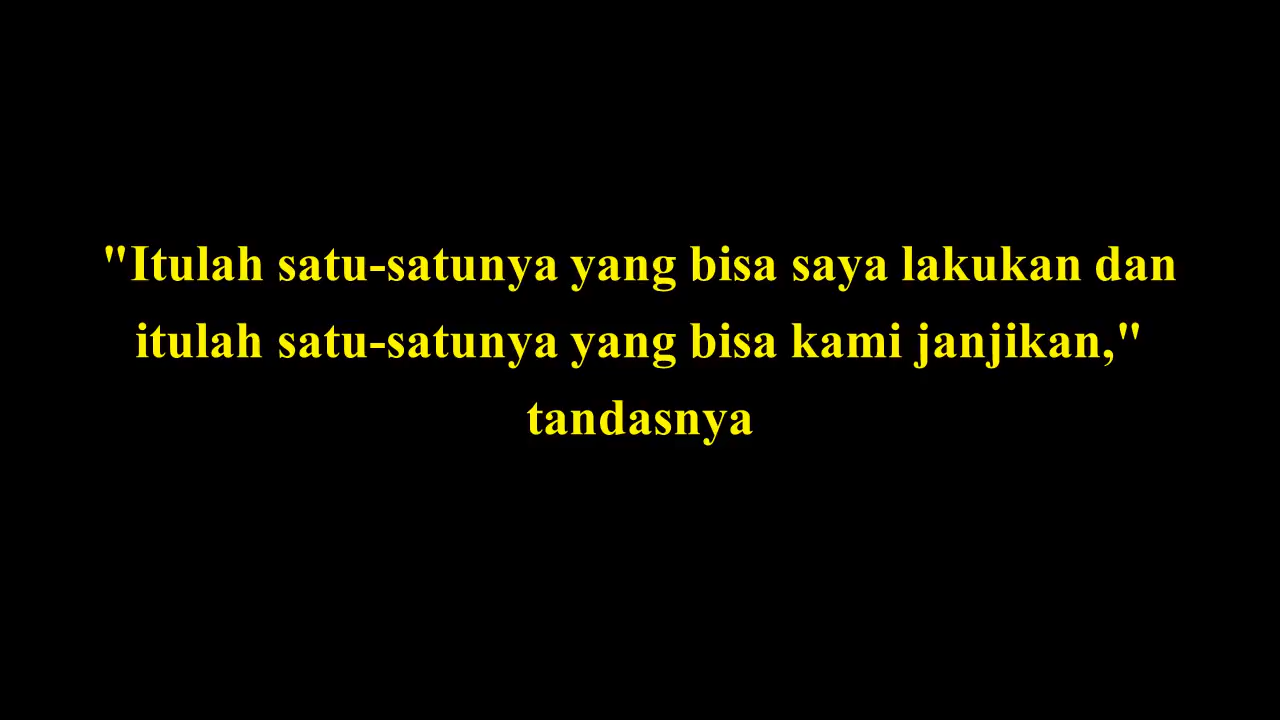 "Itulah satu-satunya yang bisa saya lakukan dan
itulah satu-satunya yang bisa kami janjikan,"
tandasnya